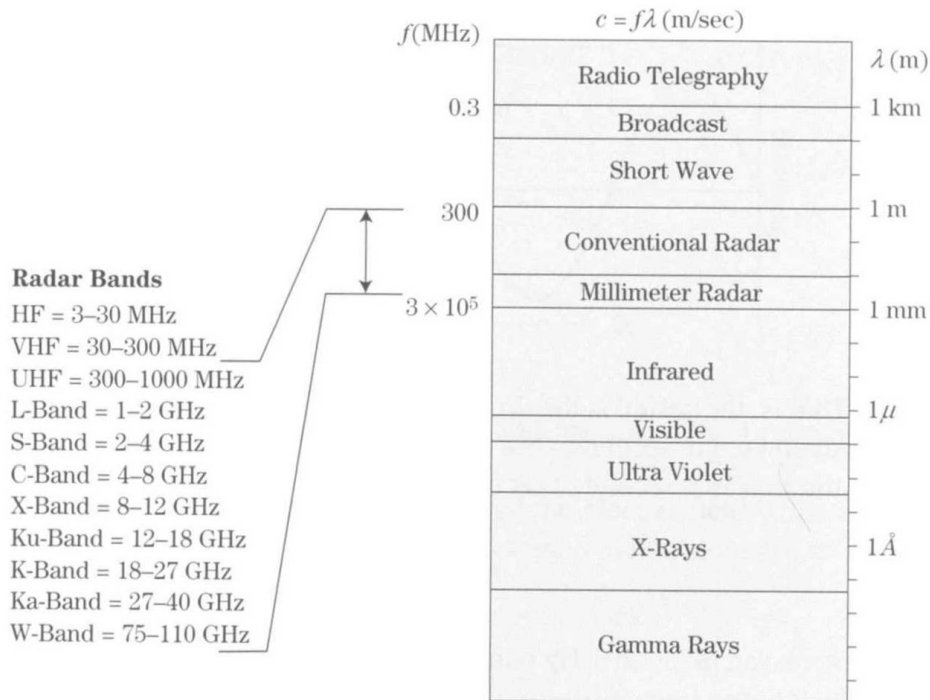 c = fλ (m/sec)
f(MHz)
λ (m)
Radio Telegraphy
0.3
1 km
Broadcast
Short Wave
300
1 m
Conventional Radar
Millimeter Radar
3 × 10⁵
1 mm
Infrared
1μ
Visible
Ultra Violet
X-Rays
1Å
Gamma Rays
Radar Bands
HF = 3–30 MHz
VHF = 30–300 MHz
UHF = 300–1000 MHz
L-Band = 1–2 GHz
S-Band = 2–4 GHz
C-Band = 4–8 GHz
X-Band = 8–12 GHz
Ku-Band = 12–18 GHz
K-Band = 18–27 GHz
Ka-Band = 27–40 GHz
W-Band = 75–110 GHz